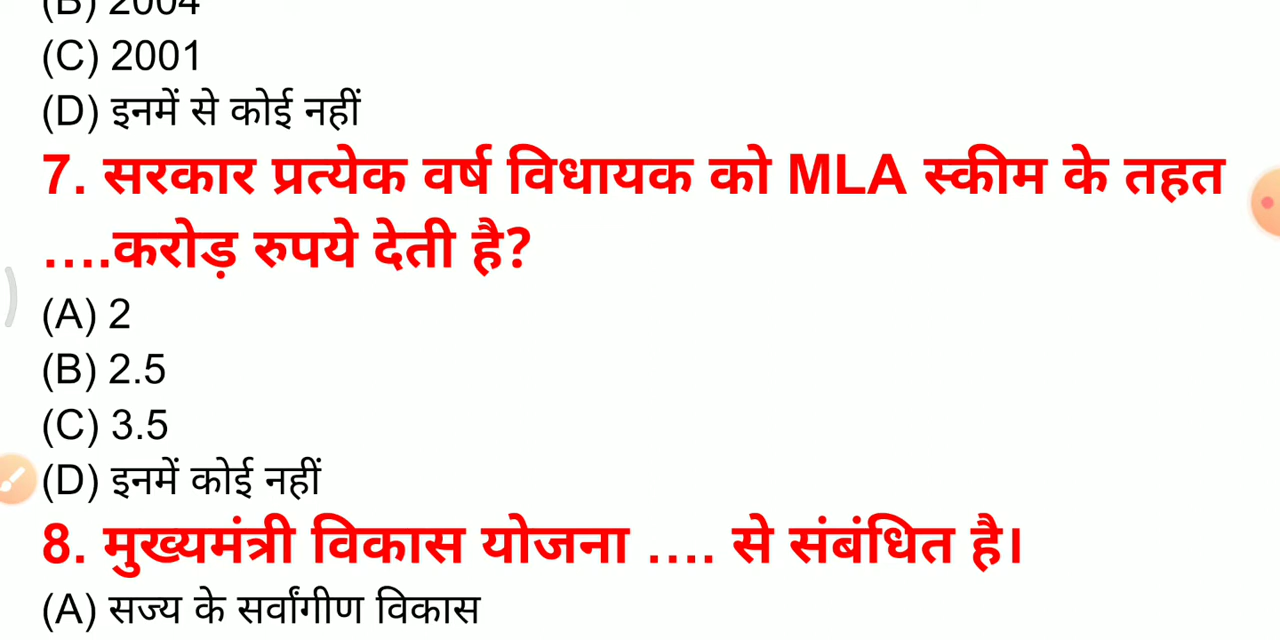 (B) 2004
(C) 2001
(D) इनमें से कोई नहीं
7. सरकार प्रत्येक वर्ष विधायक को MLA स्कीम के तहत
....करोड़ रुपये देती है?
(A) 2
(B) 2.5
(C) 3.5
(D) इनमें कोई नहीं
8. मुख्यमंत्री विकास योजना .... से संबंधित है।
(A) सज्य के सर्वांगीण विकास